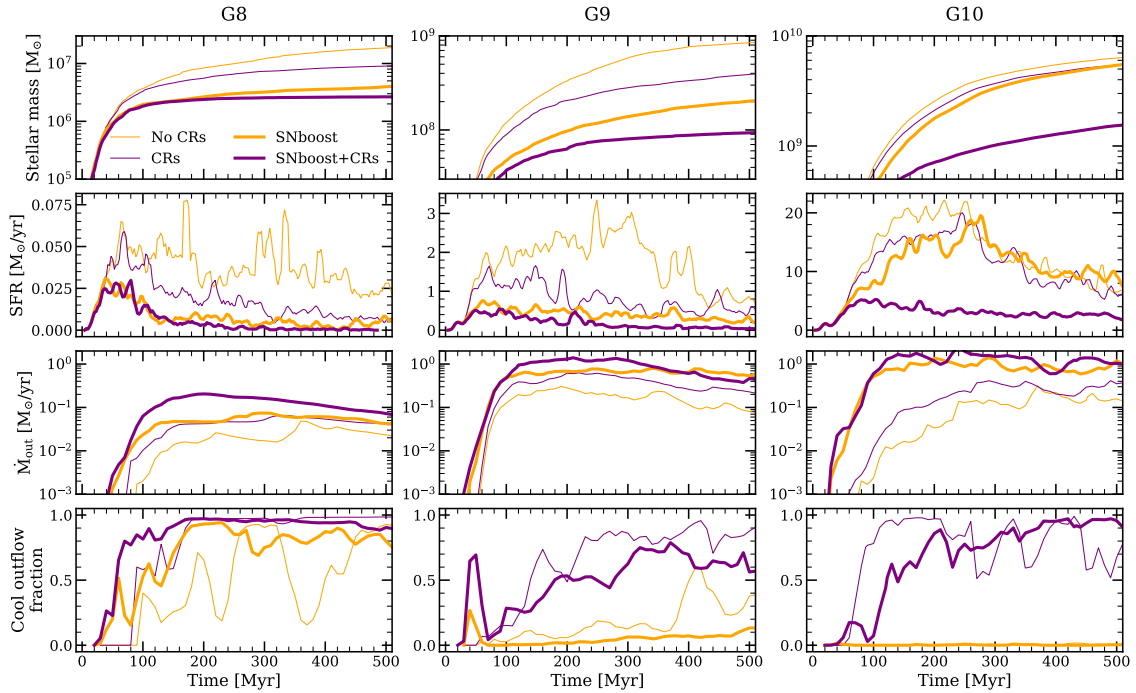 G8 G9 G10
Stellar mass [M⊙]
10⁷
10⁶
10⁵
No CRs
CRs
SNboost
SNboost+CRs
10⁹
10⁸
10¹⁰
10⁹
SFR [M⊙/yr]
0.075
0.050
0.025
0.000
3
2
1
0
20
10
0
Ṁout [M⊙/yr]
10⁰
10⁻¹
10⁻²
10⁻³
10⁰
10⁻¹
10⁻²
10⁻³
10⁰
10⁻¹
10⁻²
10⁻³
Cool outflow
fraction
1.0
0.5
0.0
1.0
0.5
0.0
1.0
0.5
0.0
0 100 200 300 400 500
0 100 200 300 400 500
0 100 200 300 400 500
Time [Myr]
Time [Myr]
Time [Myr]